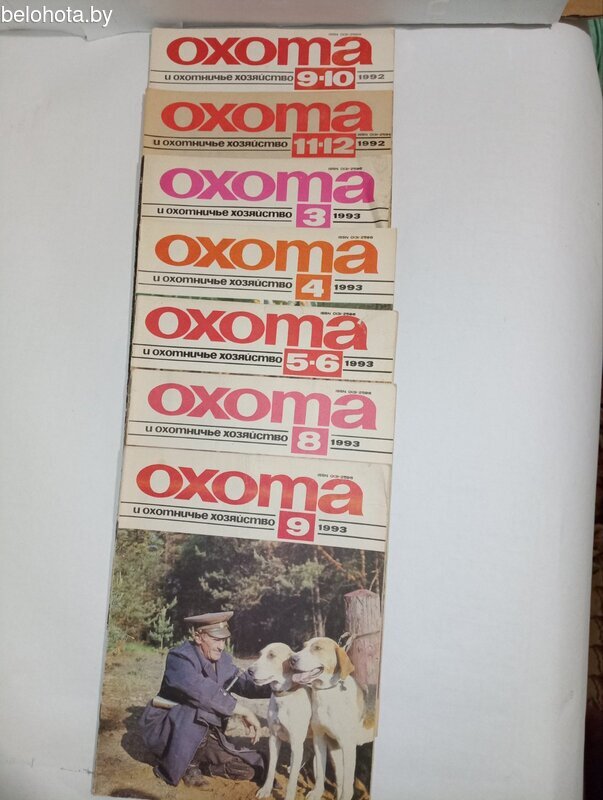 belohota.by
охота
и охотничье хозяйство 9·10 1992
охота
и охотничье хозяйство 11·12 1992
охота
и охотничье хозяйство 3 1993
охота
и охотничье хозяйство 4 1993
охота
и охотничье хозяйство 5·6 1993
охота
и охотничье хозяйство 8 1993
охота
и охотничье хозяйство 9 1993